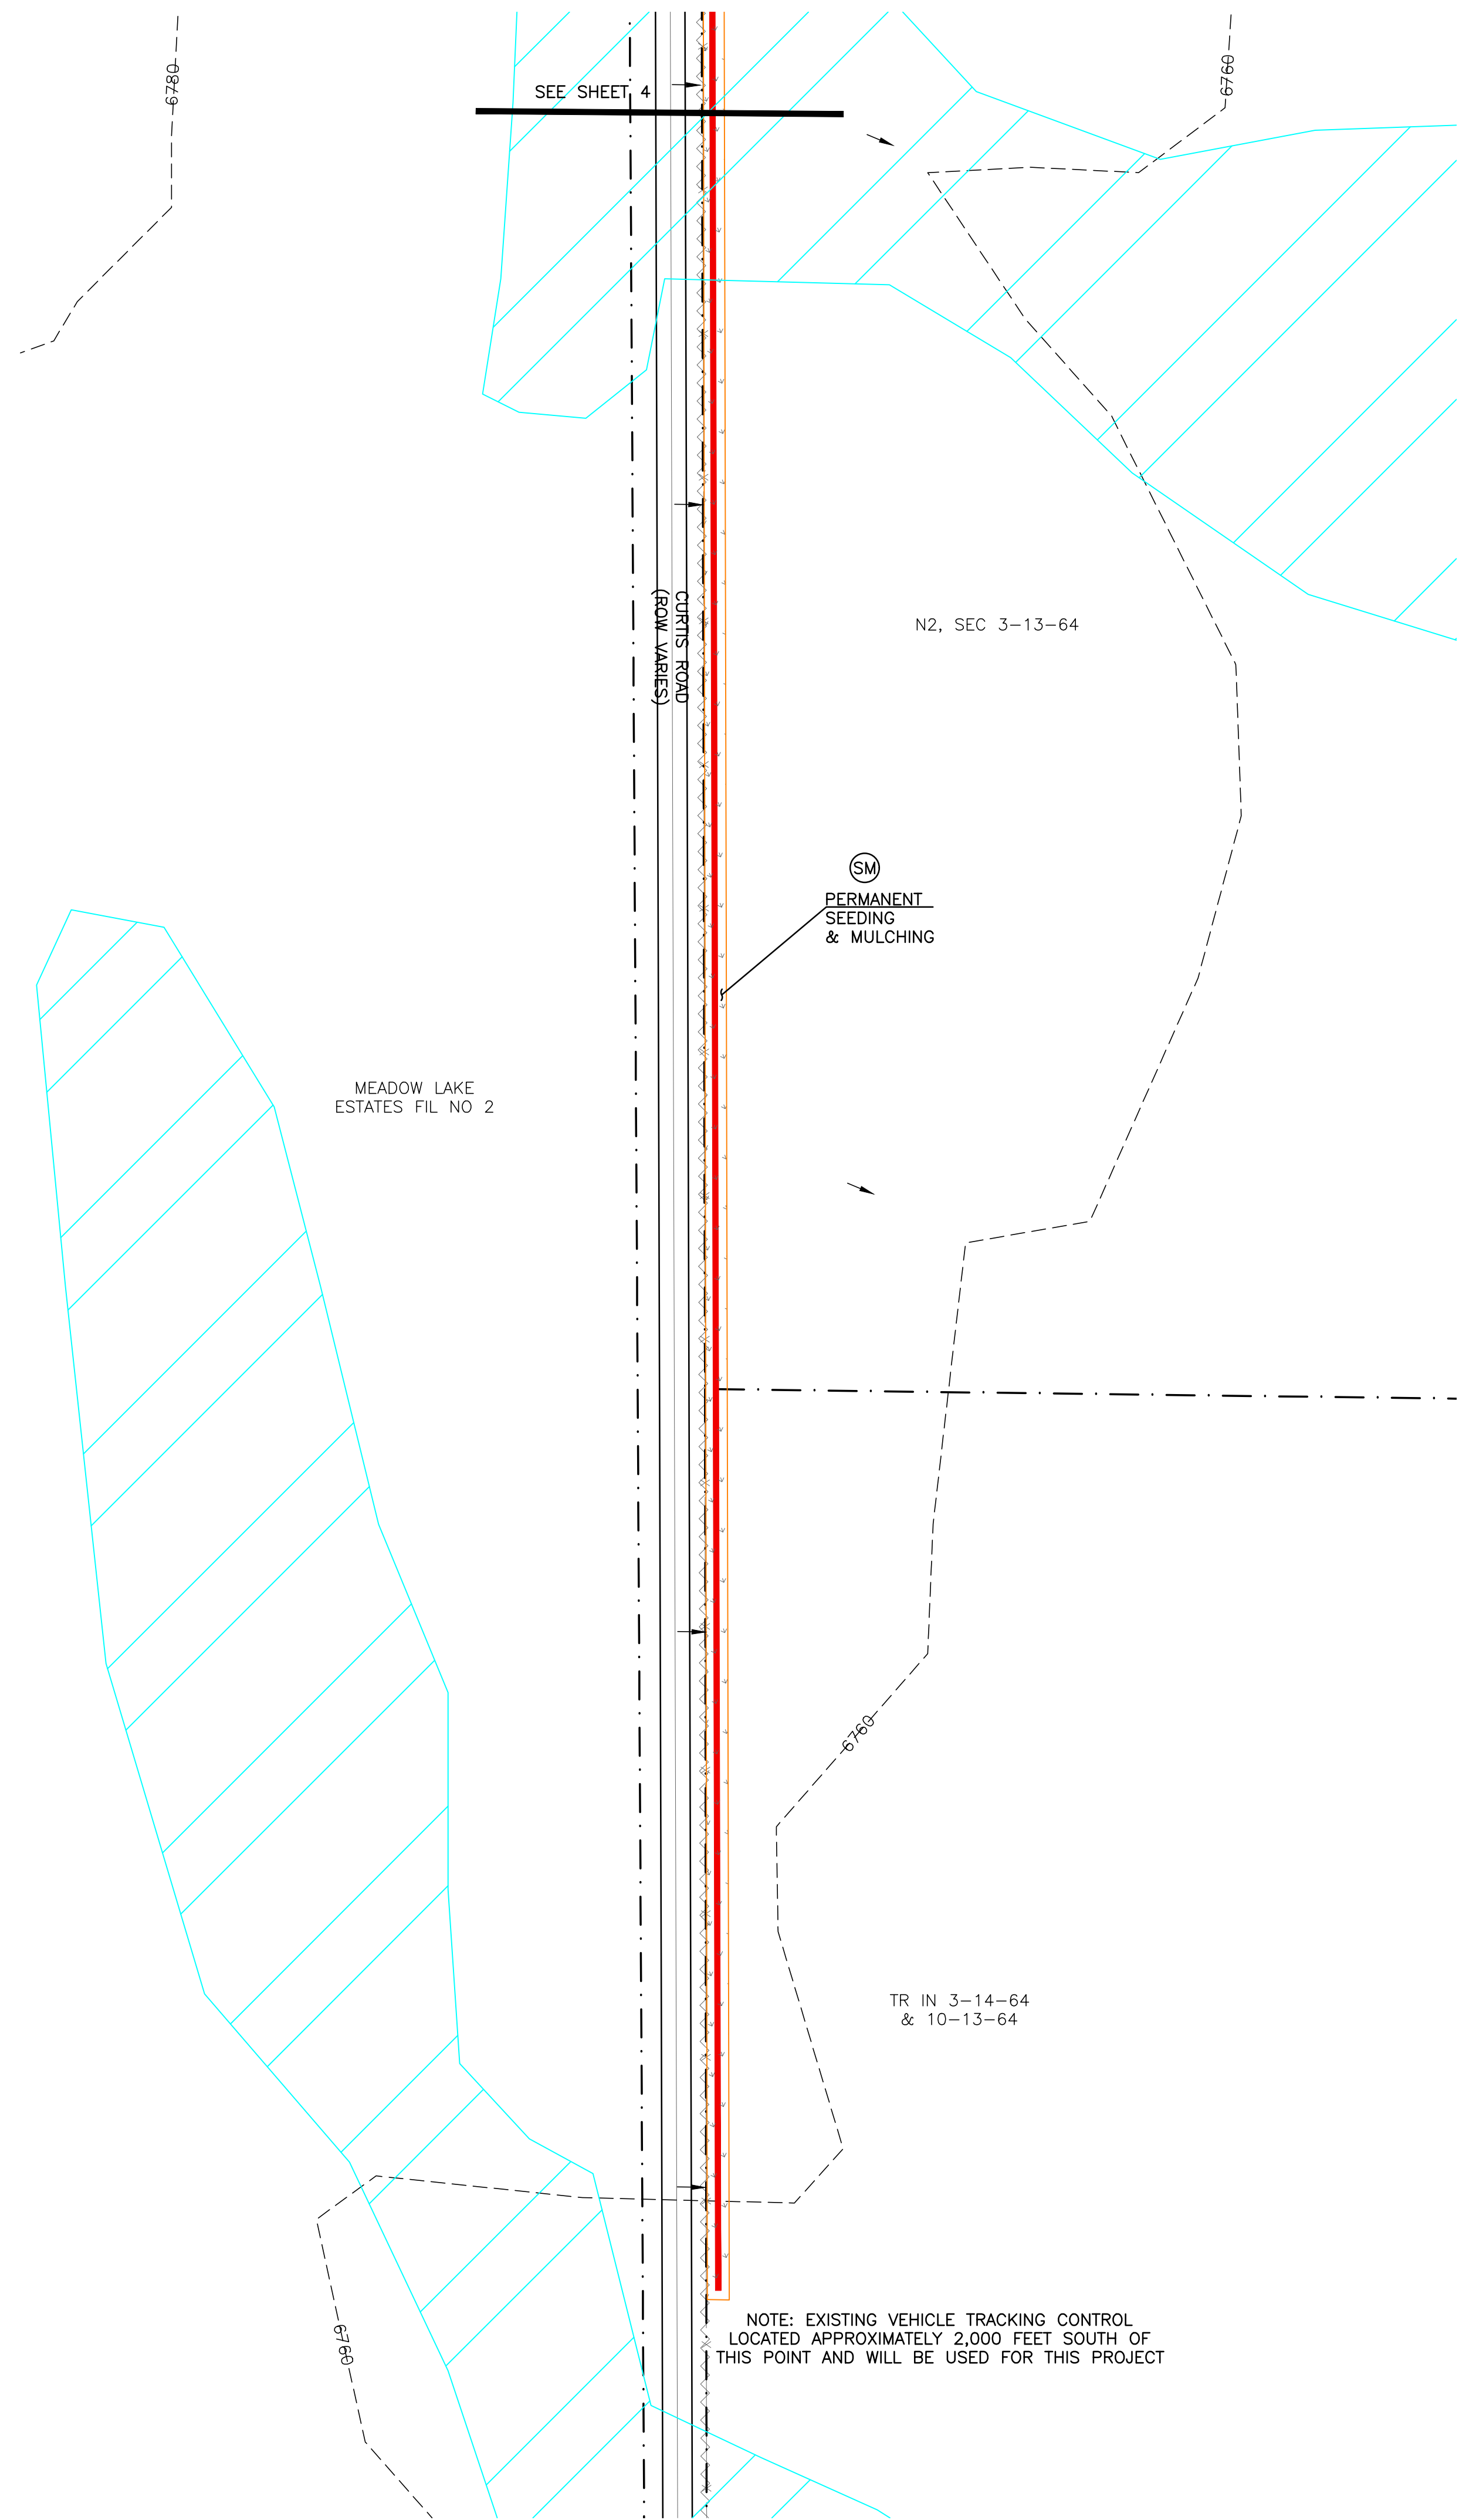 6780
6760
SEE SHEET 4
CURTIS ROAD
(ROW VARIES)
N2, SEC 3-13-64
SM
PERMANENT
SEEDING
& MULCHING
MEADOW LAKE
ESTATES FIL NO 2
6760
TR IN 3-14-64
& 10-13-64
NOTE: EXISTING VEHICLE TRACKING CONTROL
LOCATED APPROXIMATELY 2,000 FEET SOUTH OF
THIS POINT AND WILL BE USED FOR THIS PROJECT
6760